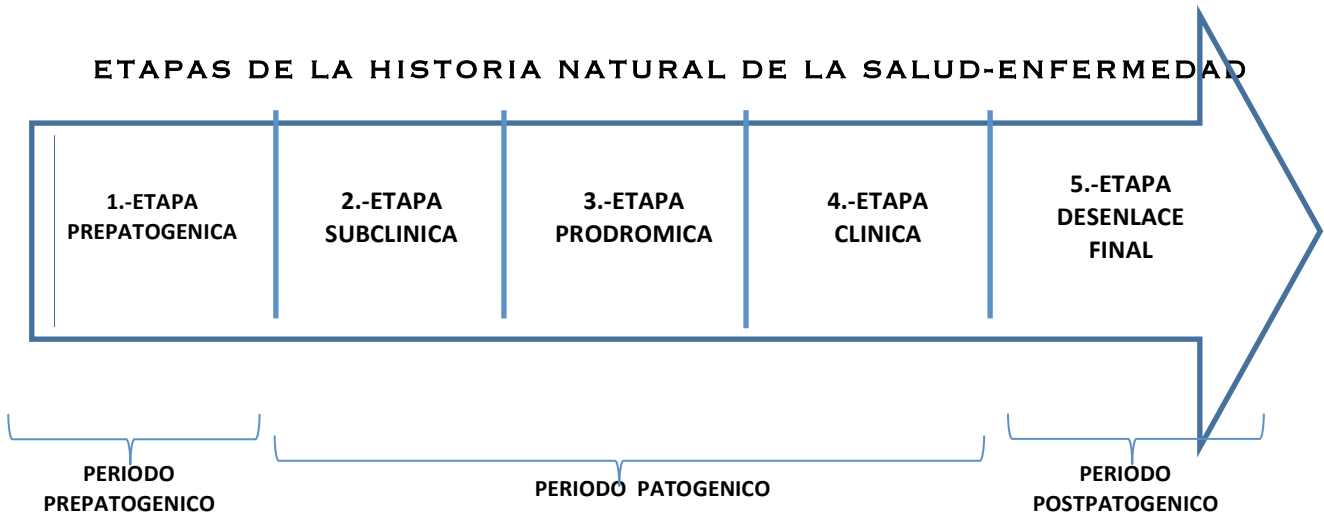 ETAPAS DE LA HISTORIA NATURAL DE LA SALUD-ENFERMEDAD
1.-ETAPA
PREPATOGENICA
2.-ETAPA
SUBCLINICA
3.-ETAPA
PRODROMICA
4.-ETAPA
CLINICA
5.-ETAPA
DESENLACE
FINAL
PERIODO
PREPATOGENICO
PERIODO PATOGENICO
PERIODO
POSTPATOGENICO